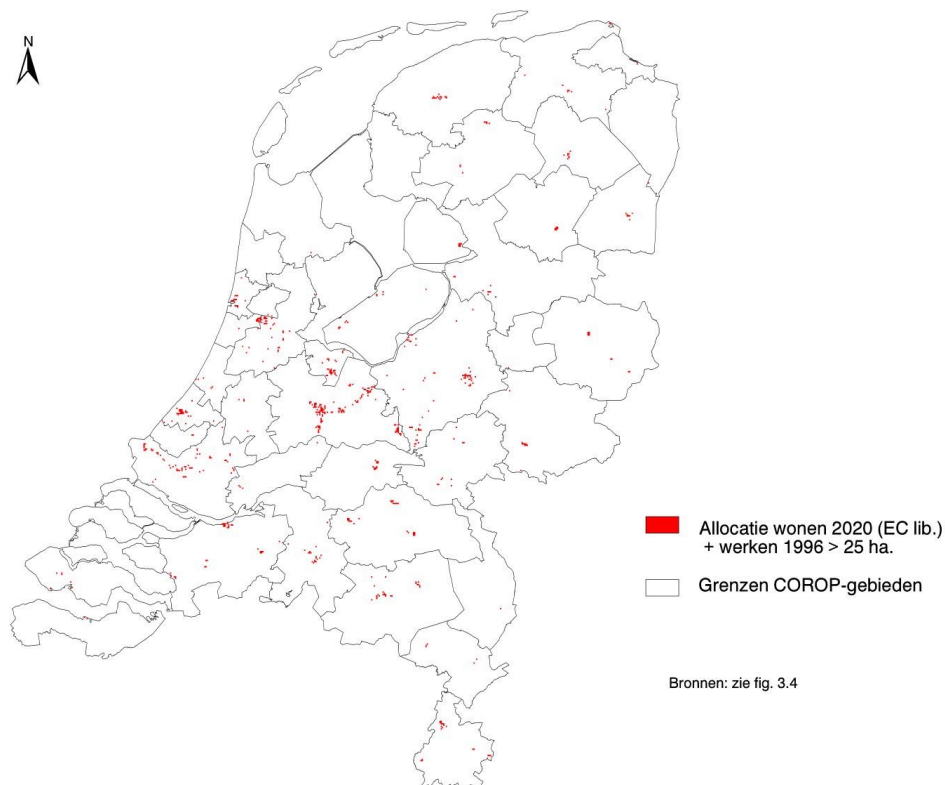 N
Allocatie wonen 2020 (EC lib.)
+ werken 1996 > 25 ha.
Grenzen COROP-gebieden
Bronnen: zie fig. 3.4